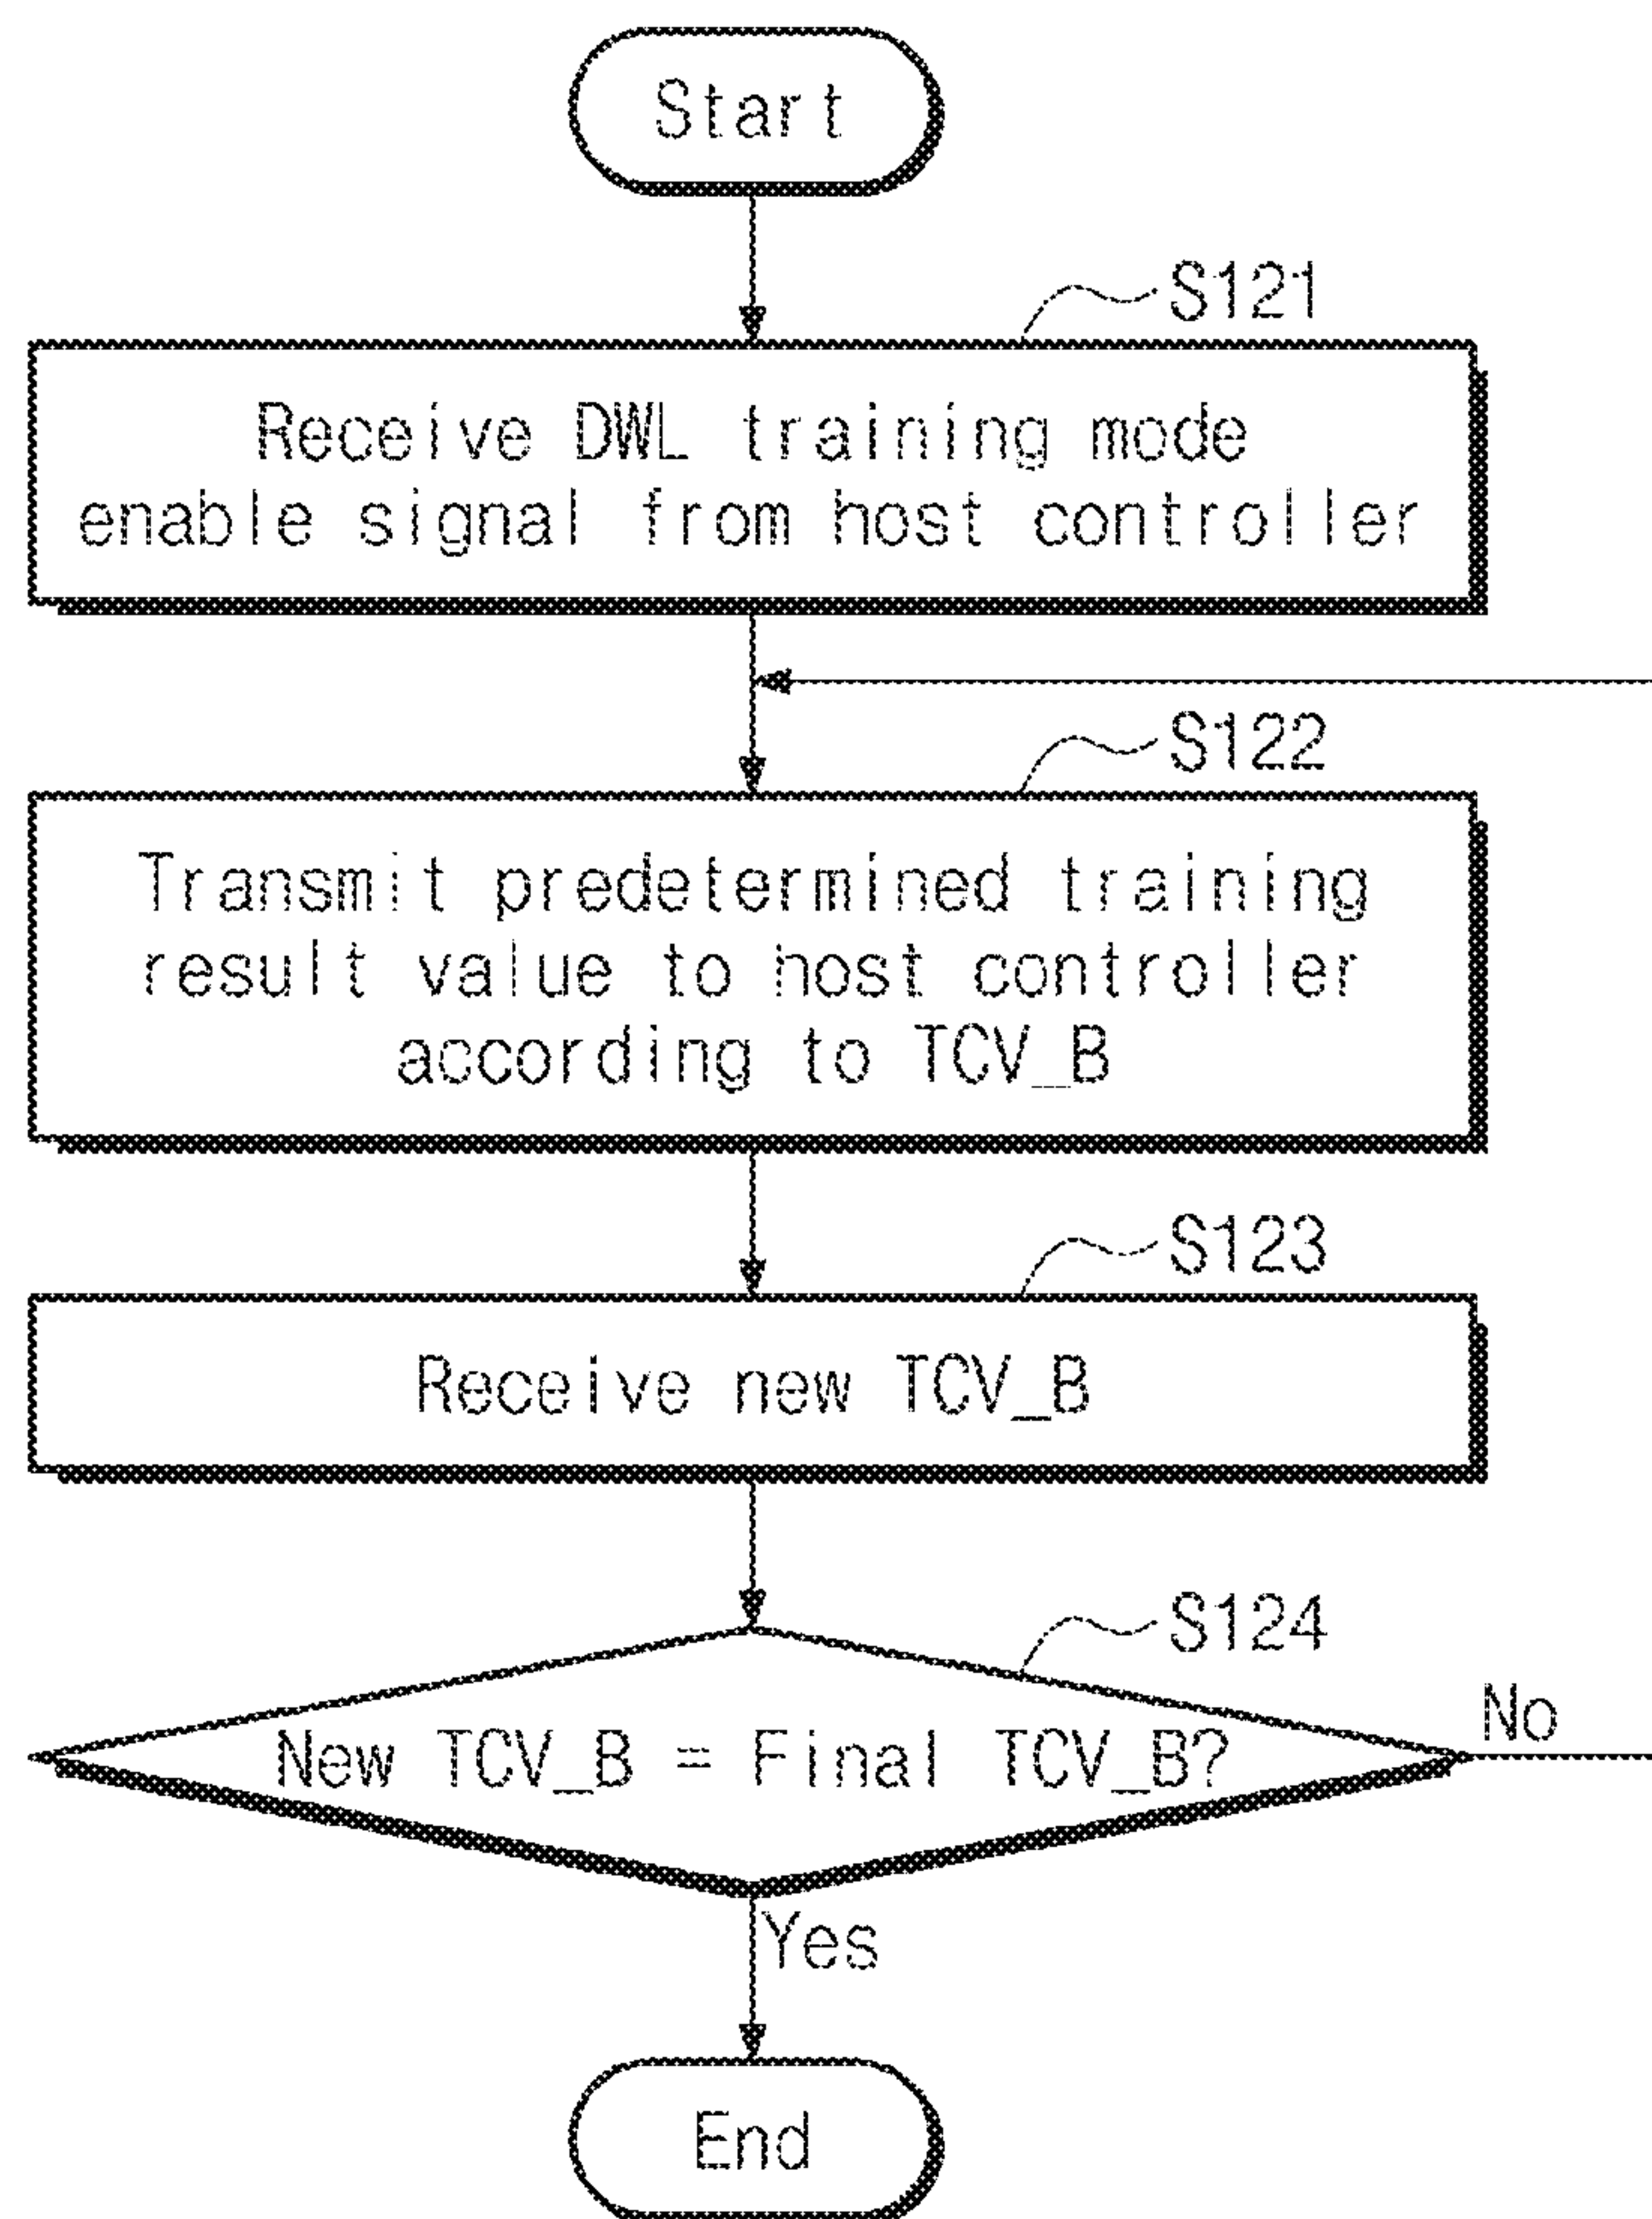 Start
S121
Receive DWL training mode
enable signal from host controller
S122
Transmit predetermined training
result value to host controller
according to TCV_B
S123
Receive new TCV_B
S124
New TCV_B = Final TCV_B?
No
Yes
End